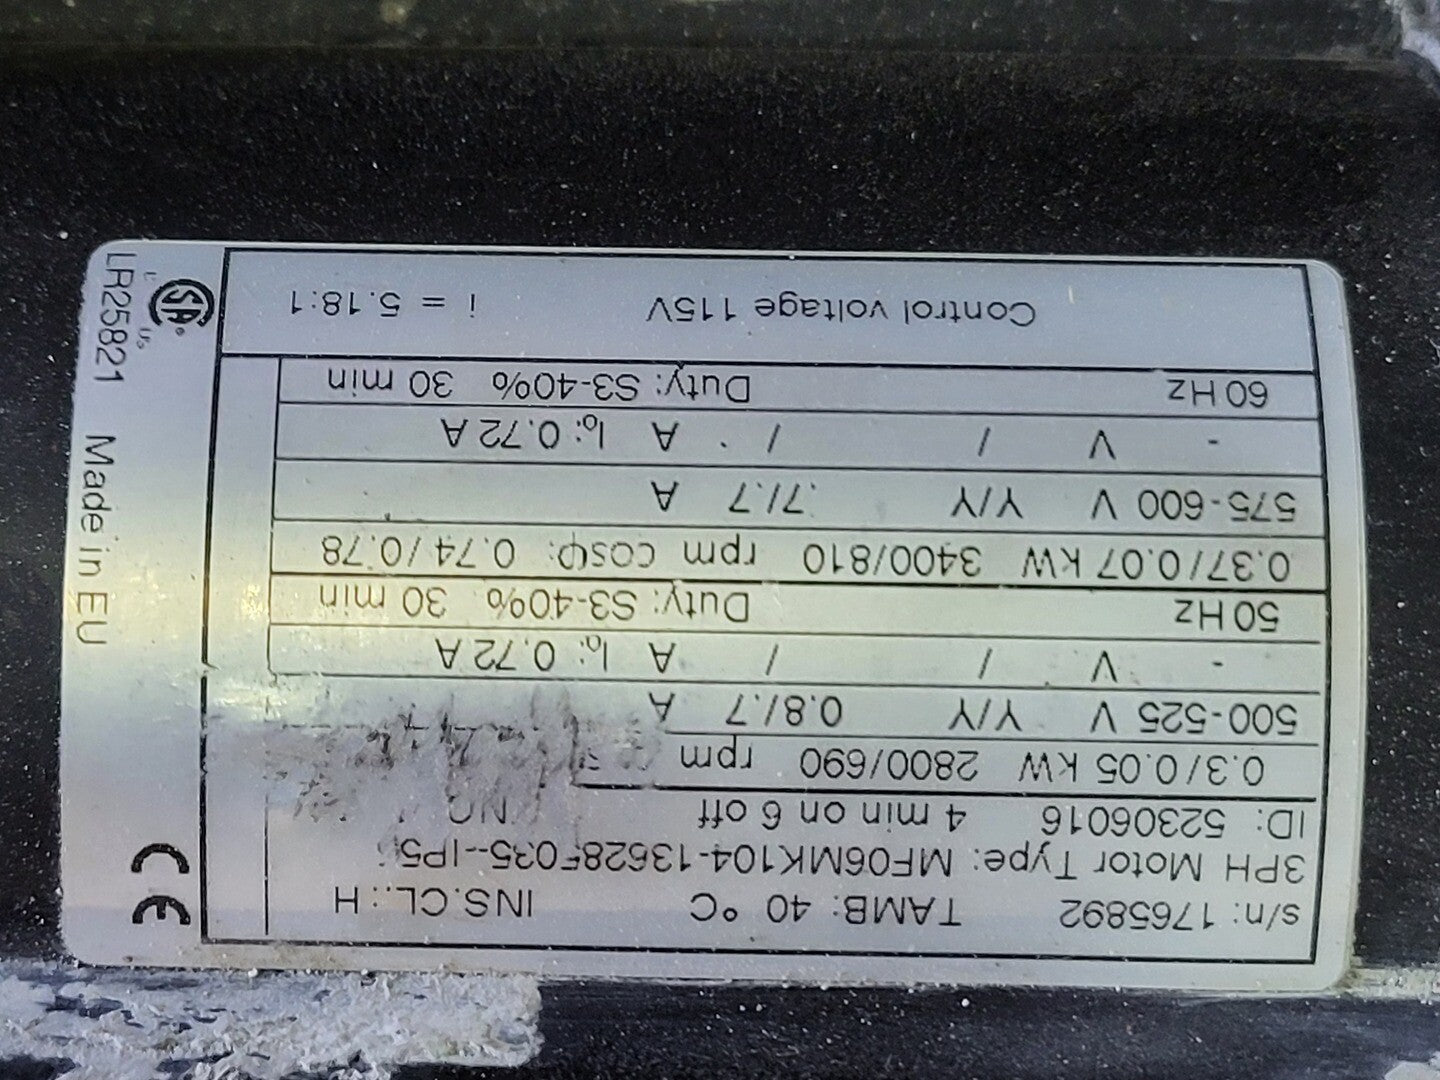 s/n: 1765892 TAMB: 40 °C INS.CL.: H
3PH Motor Type: MF06MK104-13628F035--IP5
ID: 52306016 4 min on 6 off
0.3/0.05 kW 2800/690 rpm
500-525 V Y/Y 0.8/.7 A
- V / / A Ia: 0.72 A
50 Hz Duty: S3-40% 30 min
0.37/0.07 kW 3400/810 rpm cosφ: 0.74/0.78
575-600 V Y/Y .7/.7 A
- V / / A Ia: 0.72 A
60 Hz Duty: S3-40% 30 min
Control voltage 115V i = 5.18:1
CE
Made in EU
LR25821